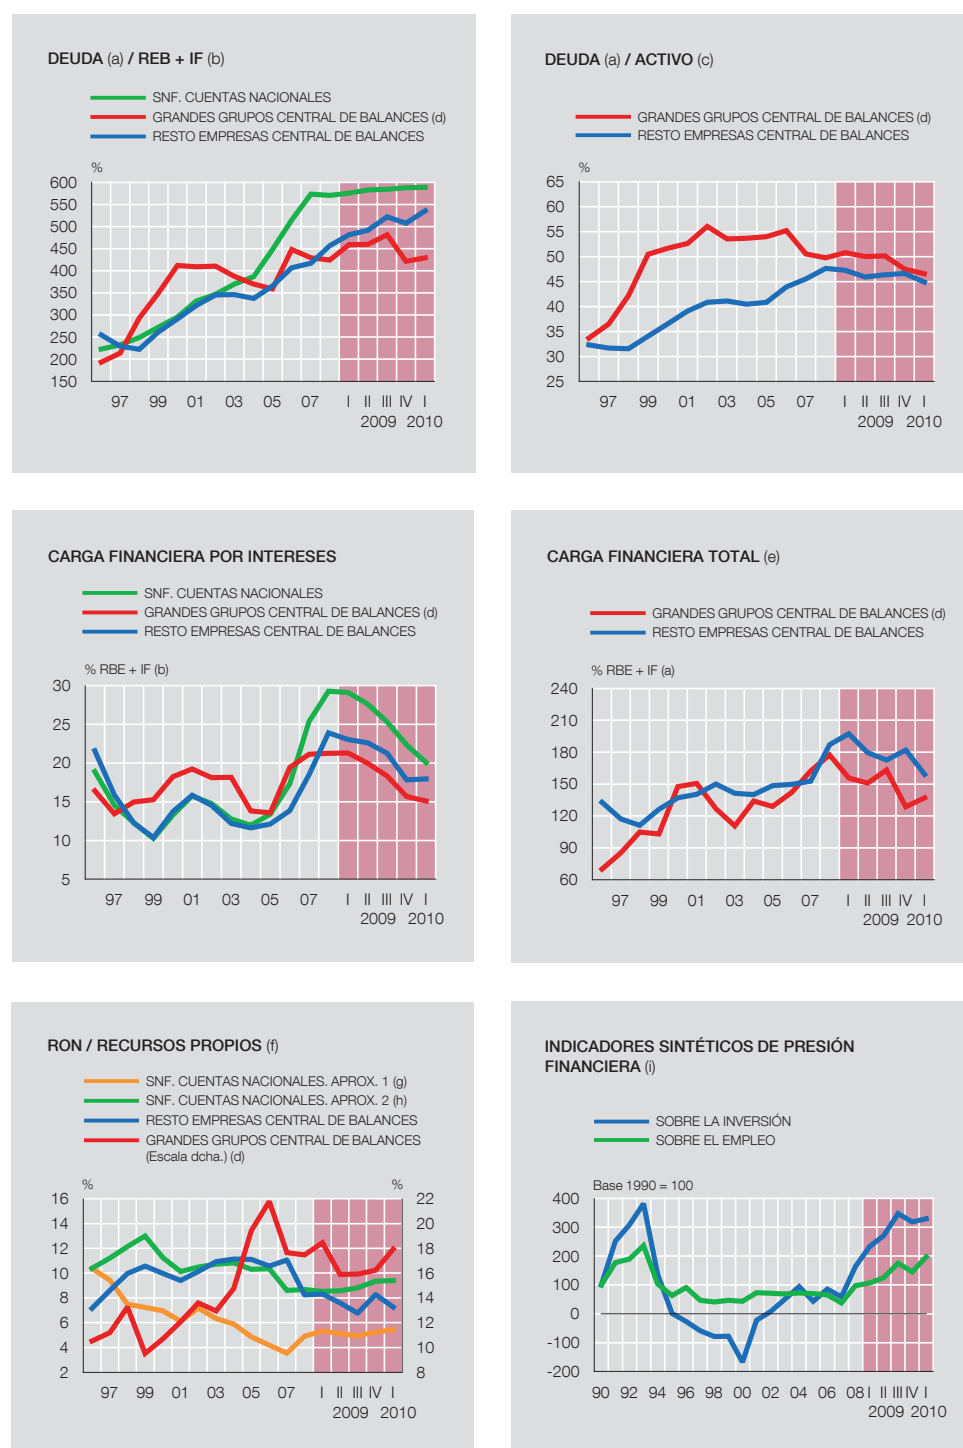 DEUDA (a) / REB + IF (b)
SNF. CUENTAS NACIONALES
GRANDES GRUPOS CENTRAL DE BALANCES (d)
RESTO EMPRESAS CENTRAL DE BALANCES
%
600
550
500
450
400
350
300
250
200
150
97 99 01 03 05 07 I II III IV I
2009 2010
DEUDA (a) / ACTIVO (c)
GRANDES GRUPOS CENTRAL DE BALANCES (d)
RESTO EMPRESAS CENTRAL DE BALANCES
%
65
60
55
50
45
40
35
30
25
97 99 01 03 05 07 I II III IV I
2009 2010
CARGA FINANCIERA POR INTERESES
SNF. CUENTAS NACIONALES
GRANDES GRUPOS CENTRAL DE BALANCES (d)
RESTO EMPRESAS CENTRAL DE BALANCES
% RBE + IF (b)
30
25
20
15
10
5
97 99 01 03 05 07 I II III IV I
2009 2010
CARGA FINANCIERA TOTAL (e)
GRANDES GRUPOS CENTRAL DE BALANCES (d)
RESTO EMPRESAS CENTRAL DE BALANCES
% RBE + IF (a)
240
210
180
150
120
90
60
97 99 01 03 05 07 I II III IV I
2009 2010
RON / RECURSOS PROPIOS (f)
SNF. CUENTAS NACIONALES. APROX. 1 (g)
SNF. CUENTAS NACIONALES. APROX. 2 (h)
RESTO EMPRESAS CENTRAL DE BALANCES
GRANDES GRUPOS CENTRAL DE BALANCES
(Escala dcha.) (d)
% %
16 22
14 20
12 18
10 16
8 14
6 12
4 10
2 8
97 99 01 03 05 07 I II III IV I
2009 2010
INDICADORES SINTÉTICOS DE PRESIÓN
FINANCIERA (i)
SOBRE LA INVERSIÓN
SOBRE EL EMPLEO
Base 1990 = 100
400
300
200
100
0
-100
-200
90 92 94 96 98 00 02 04 06 08 I II III IV I
2009 2010